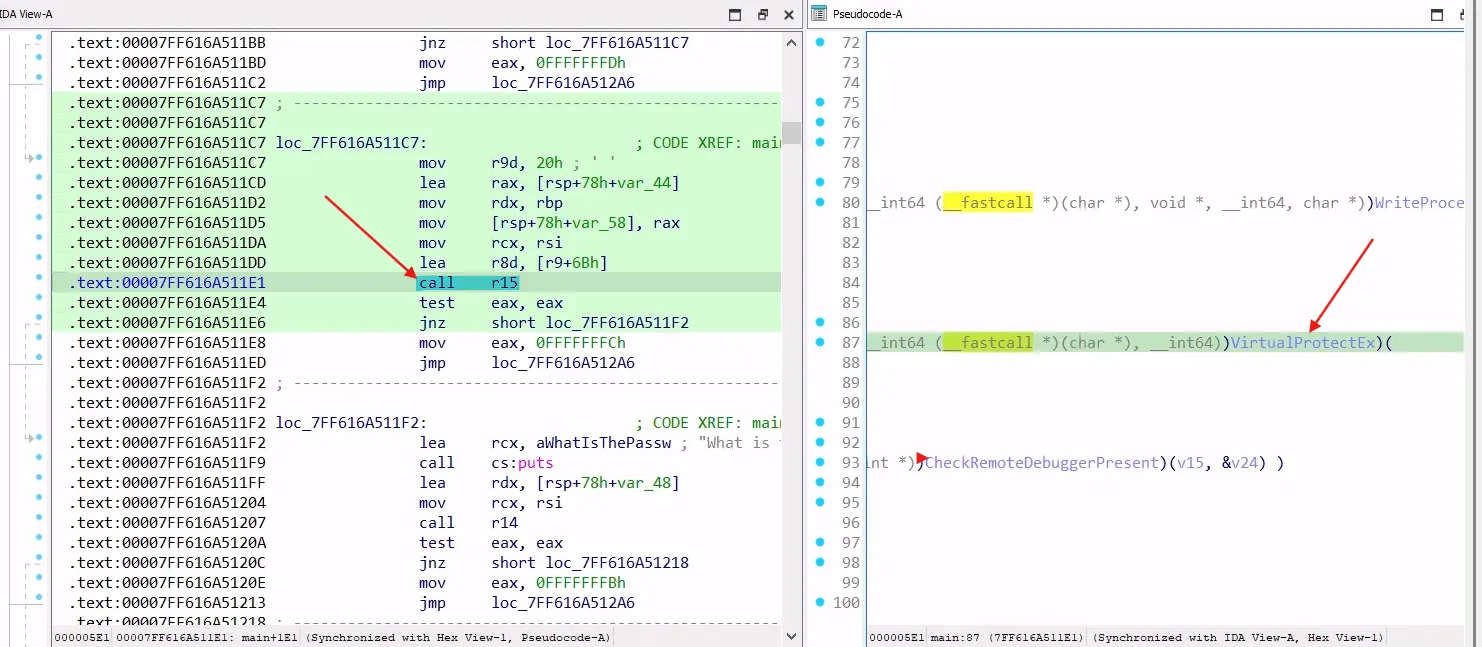 IDA View-A
.text:00007FF616A511BB jnz short loc_7FF616A511C7
.text:00007FF616A511BD mov eax, 0FFFFFFFDh
.text:00007FF616A511C2 jmp loc_7FF616A512A6
.text:00007FF616A511C7 ; ---------------------------------------------------------------
.text:00007FF616A511C7
.text:00007FF616A511C7 loc_7FF616A511C7: ; CODE XREF: mai
.text:00007FF616A511C7 mov r9d, 20h ; ' '
.text:00007FF616A511CD lea rax, [rsp+78h+var_44]
.text:00007FF616A511D2 mov rdx, rbp
.text:00007FF616A511D5 mov [rsp+78h+var_58], rax
.text:00007FF616A511DA mov rcx, rsi
.text:00007FF616A511DD lea r8d, [r9+6Bh]
.text:00007FF616A511E1 call r15
.text:00007FF616A511E4 test eax, eax
.text:00007FF616A511E6 jnz short loc_7FF616A511F2
.text:00007FF616A511E8 mov eax, 0FFFFFFFCh
.text:00007FF616A511ED jmp loc_7FF616A512A6
.text:00007FF616A511F2 ; ---------------------------------------------------------------
.text:00007FF616A511F2
.text:00007FF616A511F2 loc_7FF616A511F2: ; CODE XREF: mai
.text:00007FF616A511F2 lea rcx, aWhatIsThePassw ; "What is
.text:00007FF616A511F9 call cs:puts
.text:00007FF616A511FF lea rdx, [rsp+78h+var_48]
.text:00007FF616A51204 mov rcx, rsi
.text:00007FF616A51207 call r14
.text:00007FF616A5120A test eax, eax
.text:00007FF616A5120C jnz short loc_7FF616A51218
.text:00007FF616A5120E mov eax, 0FFFFFFFBh
.text:00007FF616A51213 jmp loc_7FF616A512A6
.text:00007FF616A51218 ; ---------------------------------------------------------------
000005E1 00007FF616A511E1: main+1E1 (Synchronized with Hex View-1, Pseudocode-A)
Pseudocode-A
72
73
74
75
76
77
78
79
80 __int64 (__fastcall *)(char *), void *, __int64, char *))WriteProce
81
82
83
84
85
86
87 __int64 (__fastcall *)(char *), __int64))VirtualProtectEx)(
88
89
90
91
92
93 int *))CheckRemoteDebuggerPresent)(v15, &v24) )
94
95
96
97
98
99
100
000005E1 main:87 (7FF616A511E1) (Synchronized with IDA View-A, Hex View-1)